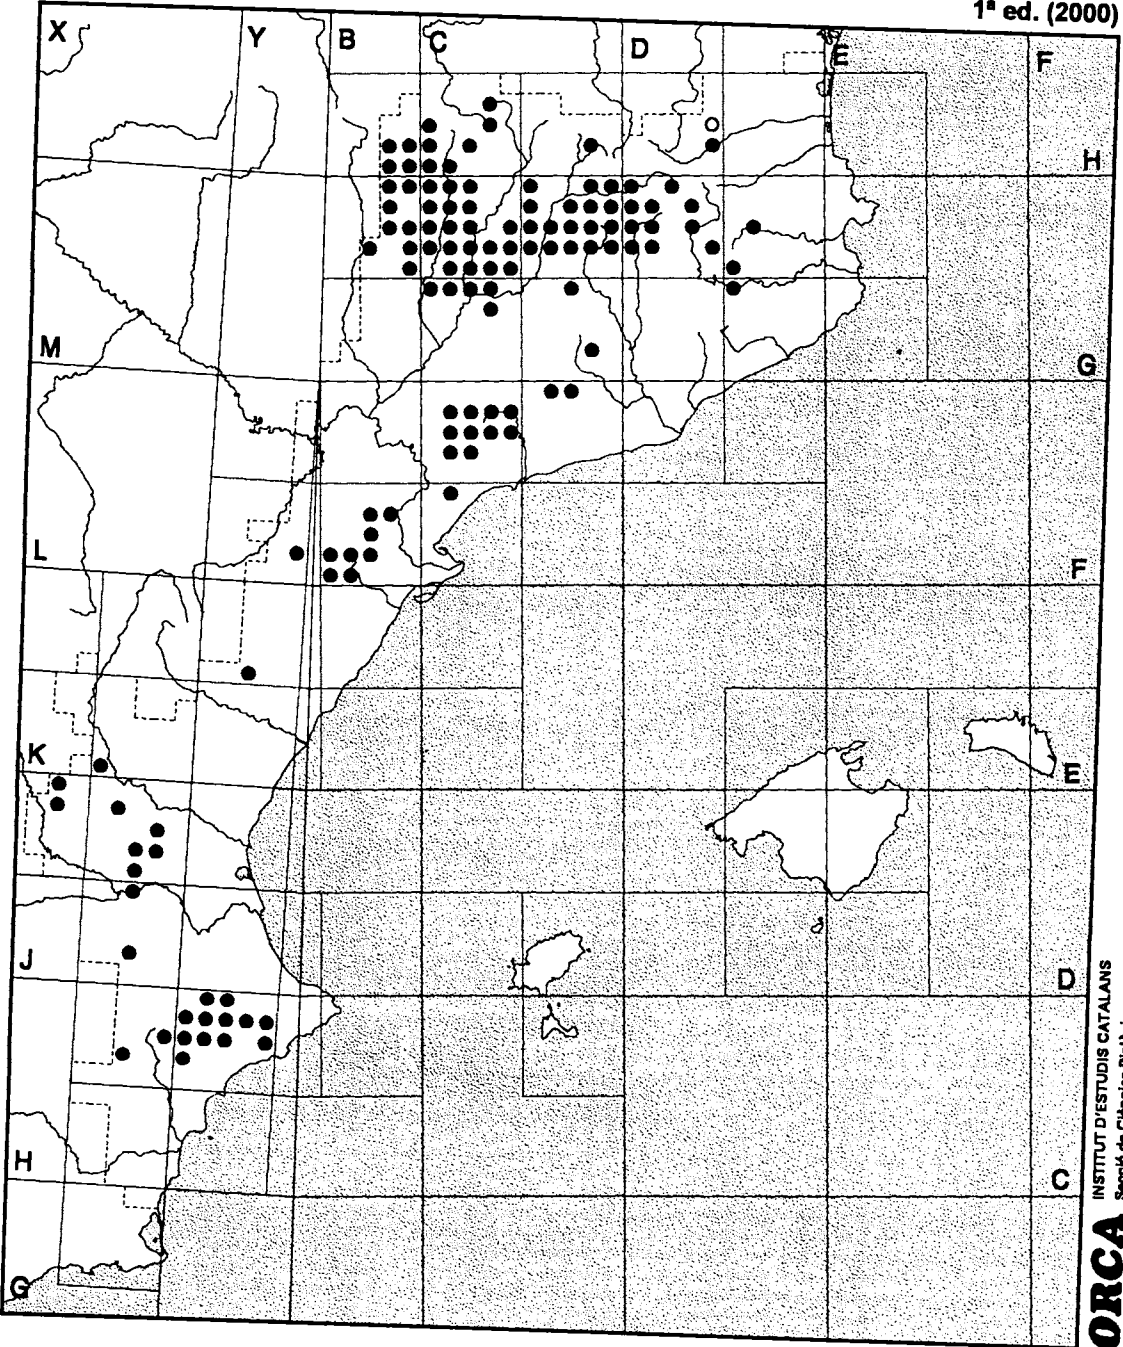 1ª ed. (2000)
X
Y
B
C
D
E
F
H
M
G
L
F
K
E
J
D
H
C
G
ORCA
INSTITUT D'ESTUDIS CATALANS